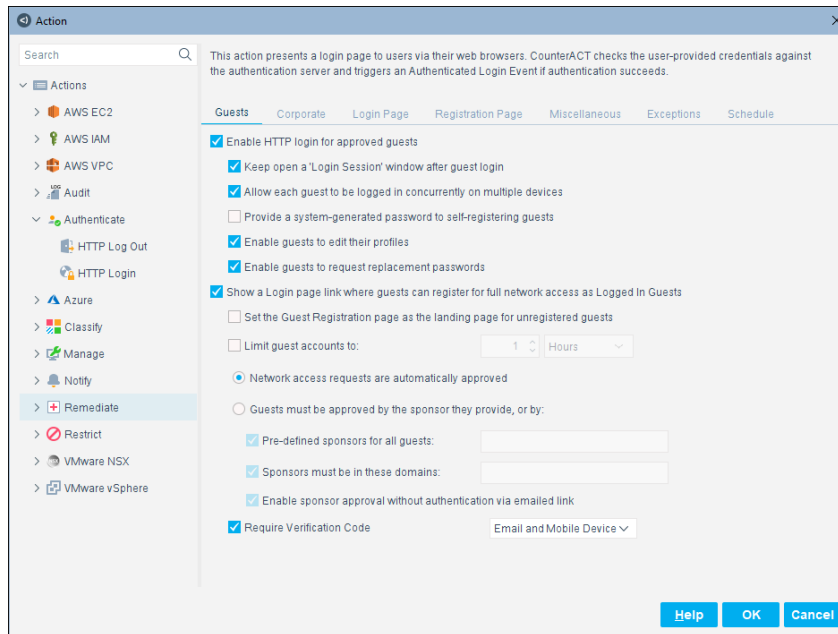 Action
Search
This action presents a login page to users via their web browsers. CounterACT checks the user-provided credentials against
the authentication server and triggers an Authenticated Login Event if authentication succeeds.
Actions
AWS EC2
AWS IAM
AWS VPC
LOG
Audit
Authenticate
HTTP Log Out
HTTP Login
Azure
Classify
Manage
Notify
Remediate
Restrict
VMware NSX
VMware vSphere
Guests Corporate Login Page Registration Page Miscellaneous Exceptions Schedule
Enable HTTP login for approved guests
Keep open a 'Login Session' window after guest login
Allow each guest to be logged in concurrently on multiple devices
Provide a system-generated password to self-registering guests
Enable guests to edit their profiles
Enable guests to request replacement passwords
Show a Login page link where guests can register for full network access as Logged In Guests
Set the Guest Registration page as the landing page for unregistered guests
Limit guest accounts to: 1 Hours
Network access requests are automatically approved
Guests must be approved by the sponsor they provide, or by:
Pre-defined sponsors for all guests:
Sponsors must be in these domains:
Enable sponsor approval without authentication via emailed link
Require Verification Code Email and Mobile Device
Help OK Cancel